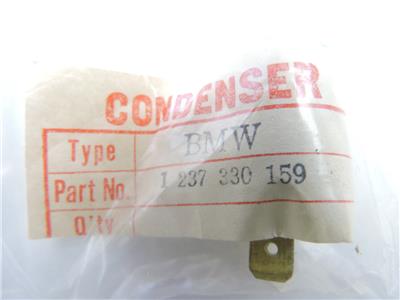 CONDENSER
Type BMW
Part No. 1 237 330 159
Q'ty